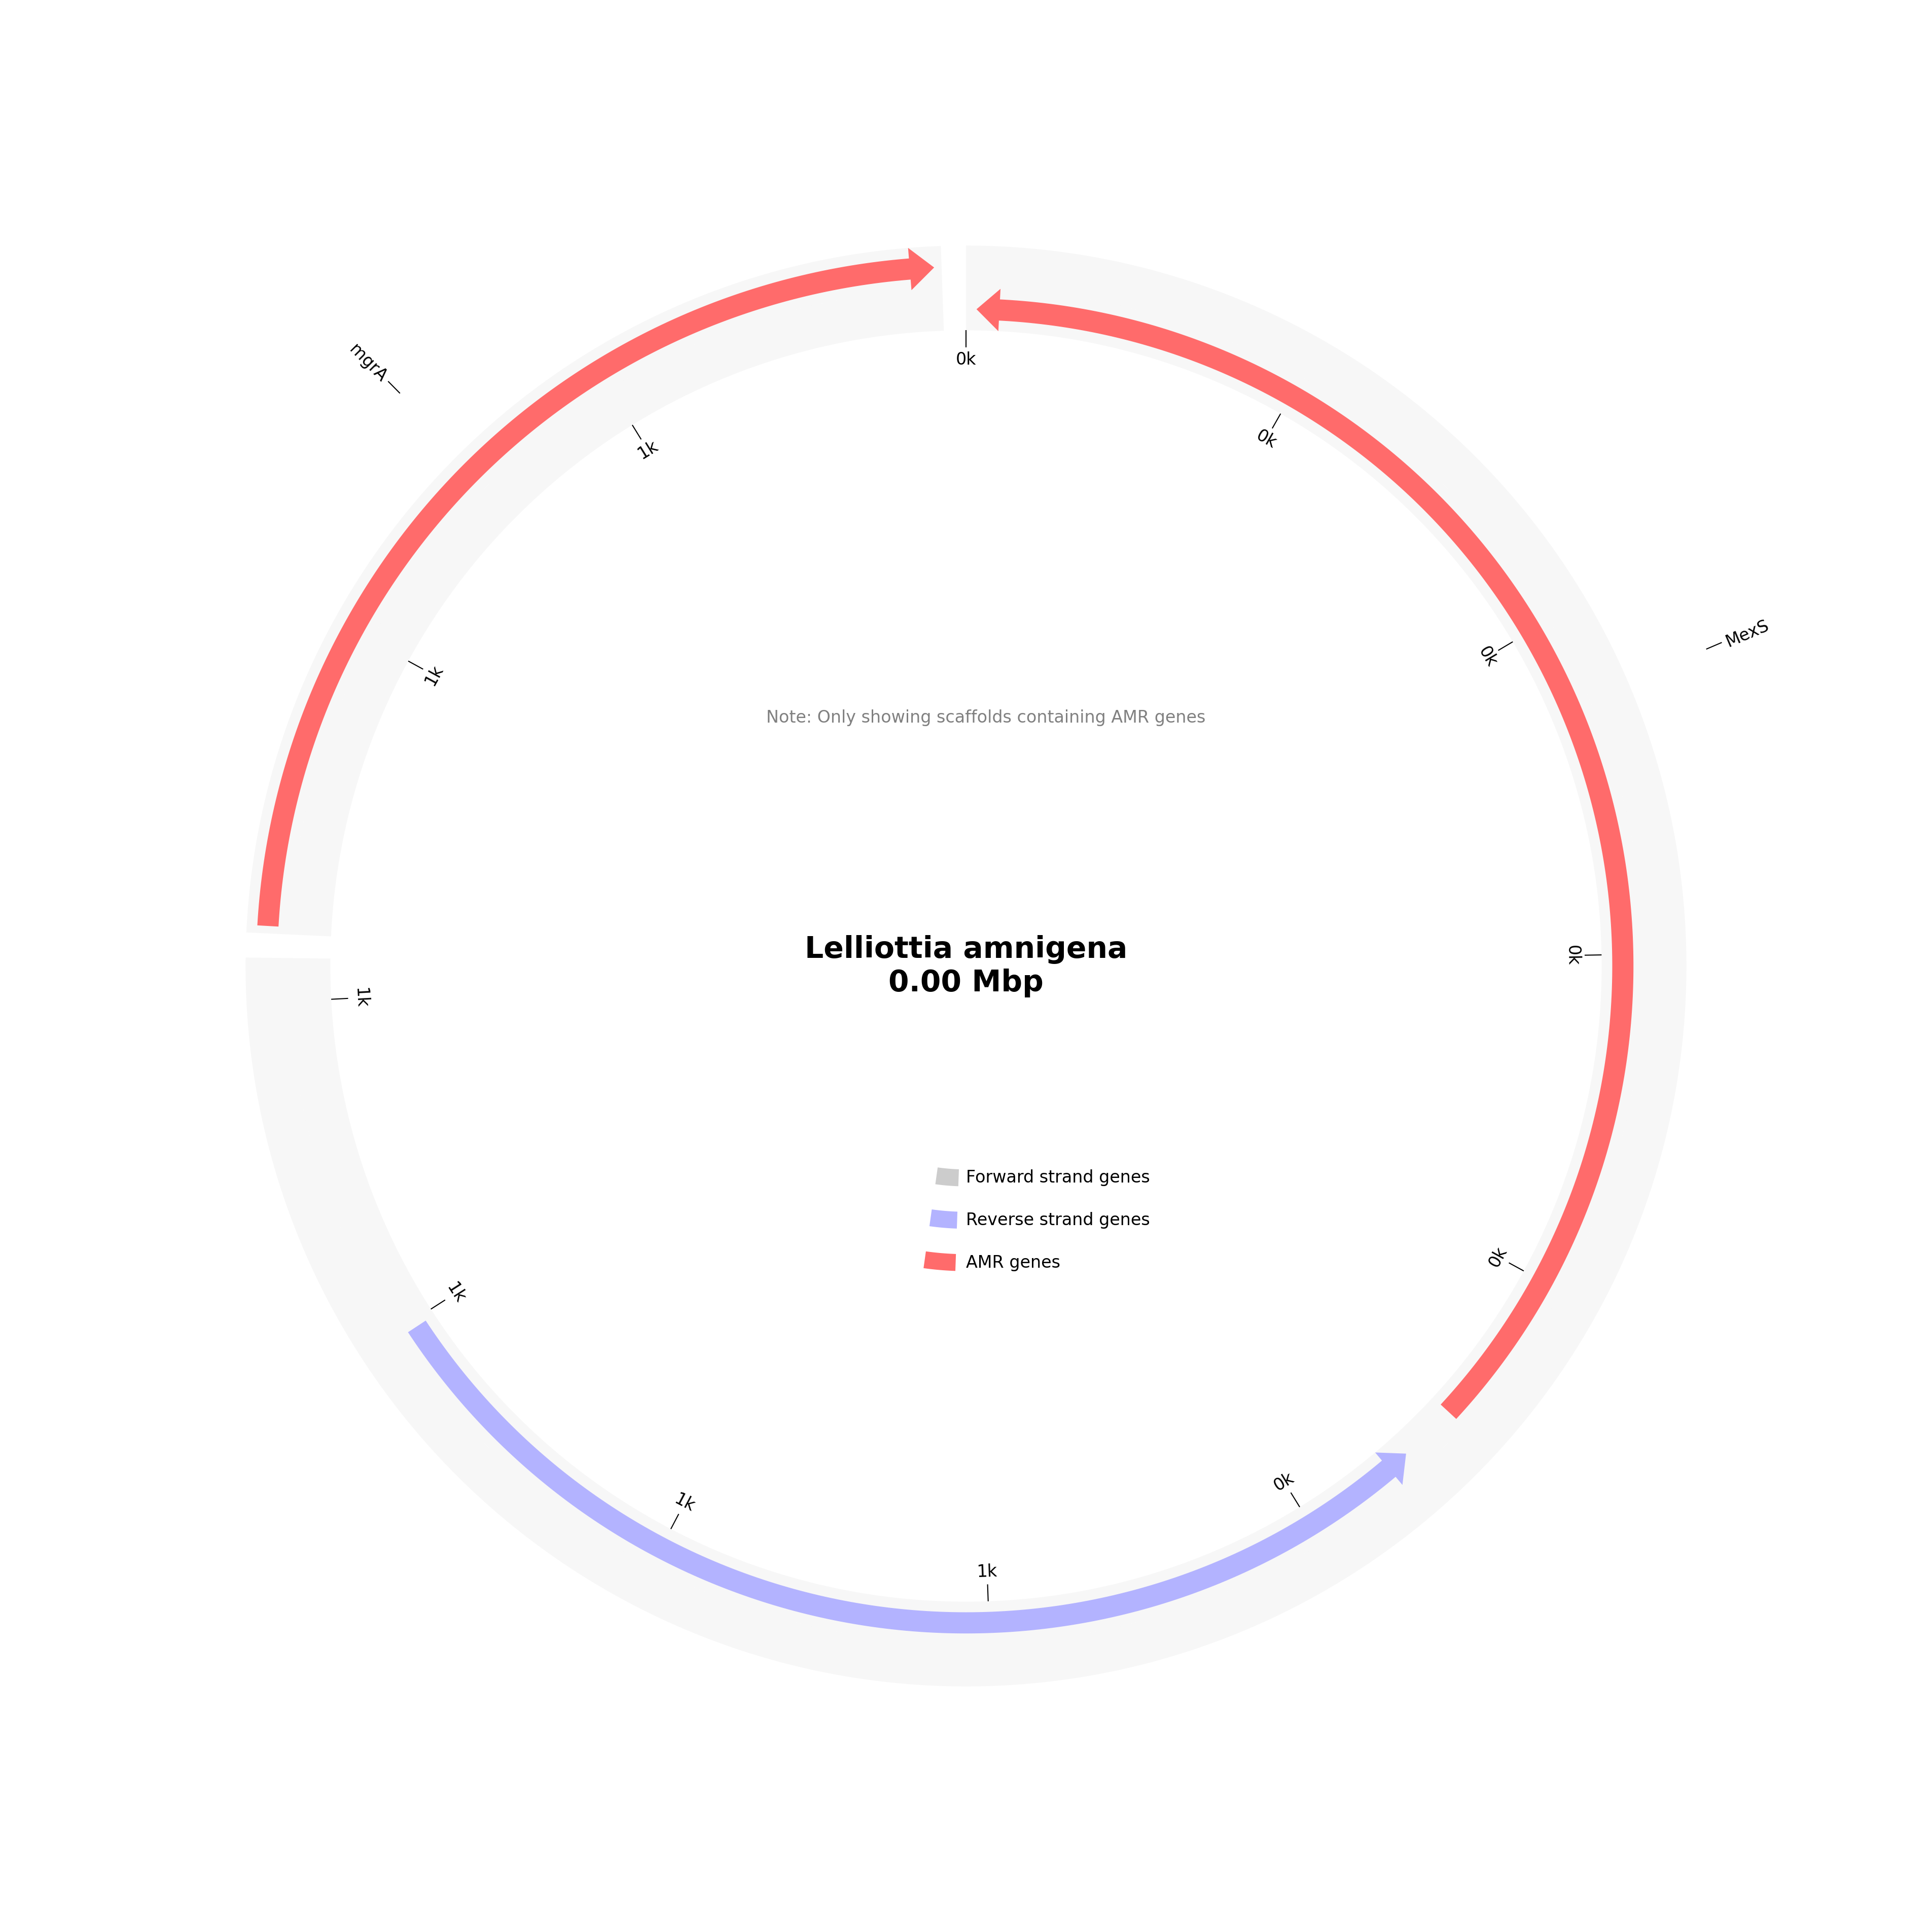 mgrA
0k
0k
1k
MexS
0k
1k
Note: Only showing scaffolds containing AMR genes
Lelliottia amnigena
0.00 Mbp
0k
1k
Forward strand genes
Reverse strand genes
AMR genes
0k
1k
0k
1k
1k